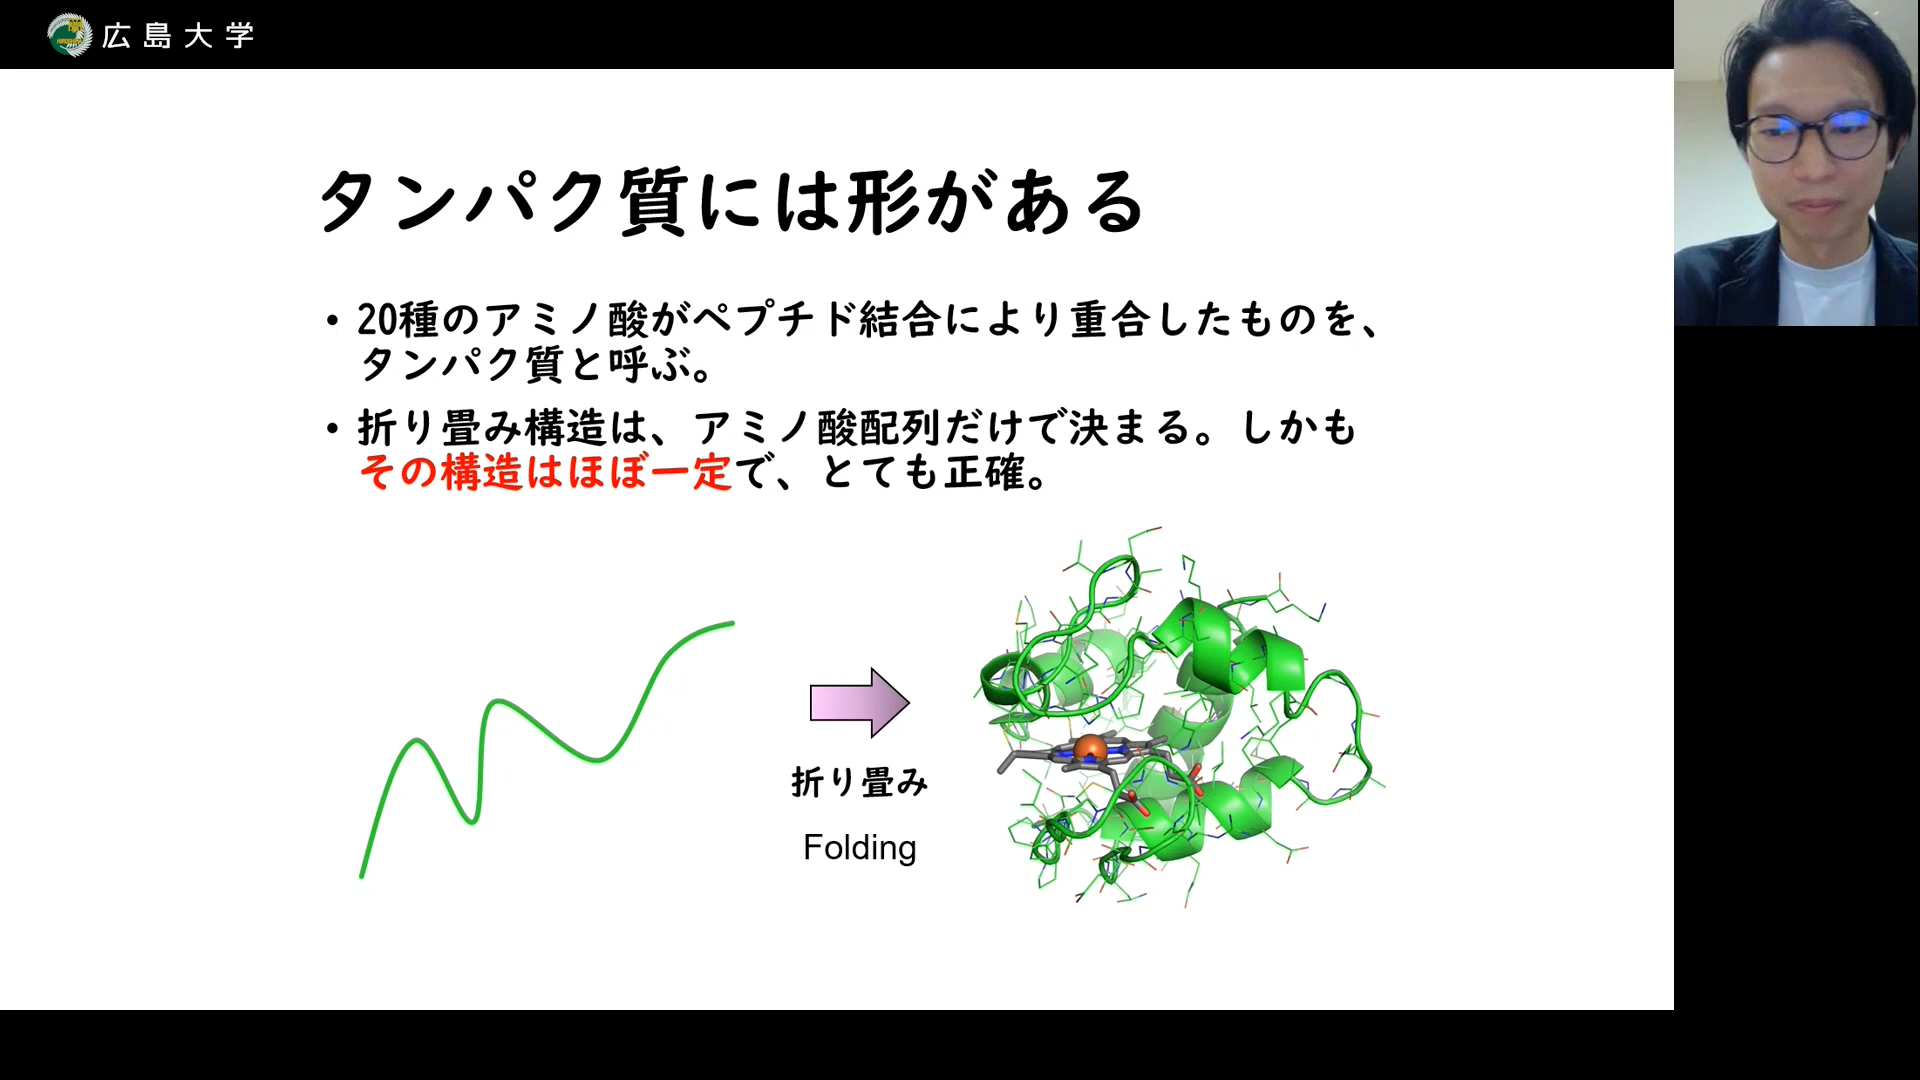 広島大学
タンパク質には形がある
・20種のアミノ酸がペプチド結合により重合したものを、
タンパク質と呼ぶ。
・折り畳み構造は、アミノ酸配列だけで決まる。しかも
その構造はほぼ一定で、とても正確。
折り畳み
Folding